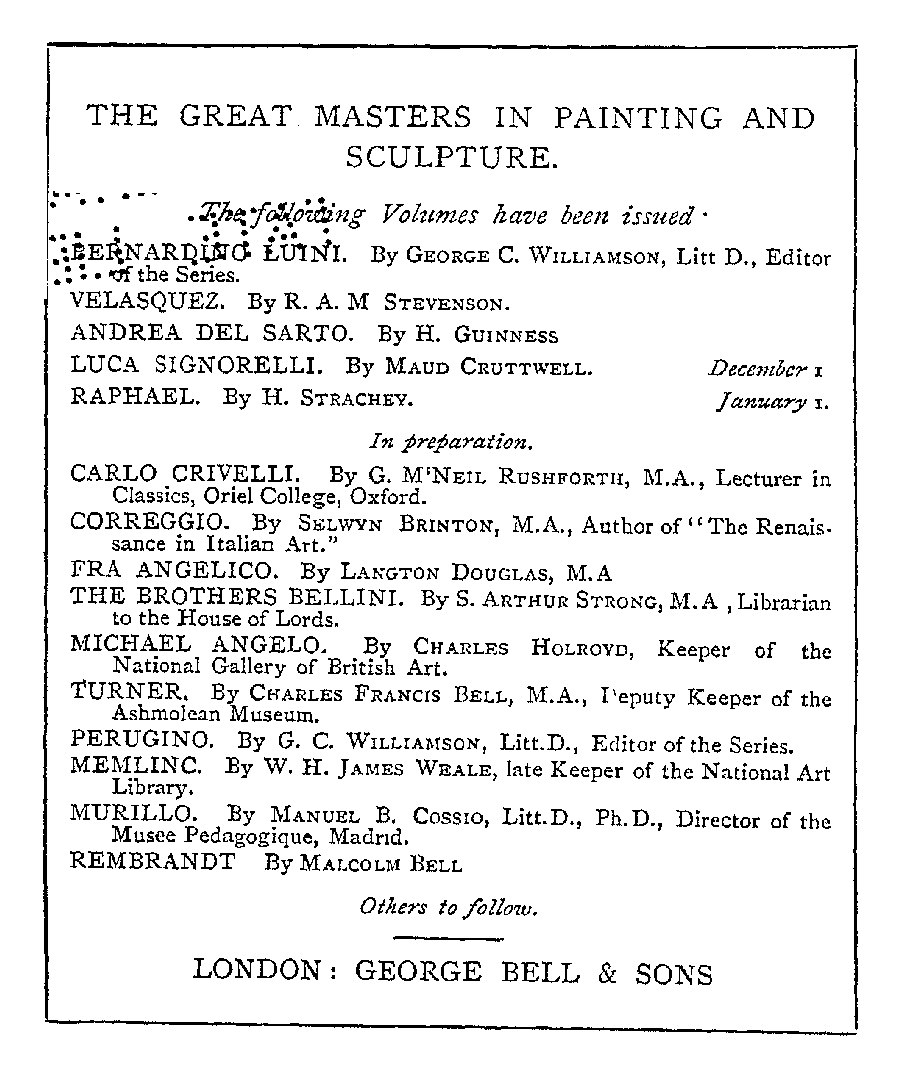 THE GREAT MASTERS IN PAINTING AND
SCULPTURE.
The following Volumes have been issued
BERNARDINO LUINI. By GEORGE C. WILLIAMSON, Litt D., Editor
of the Series.
VELASQUEZ. By R. A. M STEVENSON.
ANDREA DEL SARTO. By H. GUINNESS
LUCA SIGNORELLI. By MAUD CRUTTWELL. December 1
RAPHAEL. By H. STRACHEY. January 1.
In preparation.
CARLO CRIVELLI. By G. M'NEIL RUSHFORTH, M.A., Lecturer in
Classics, Oriel College, Oxford.
CORREGGIO. By SELWYN BRINTON, M.A., Author of "The Renais-
sance in Italian Art."
FRA ANGELICO. By LANGTON DOUGLAS, M.A
THE BROTHERS BELLINI. By S. ARTHUR STRONG, M.A , Librarian
to the House of Lords.
MICHAEL ANGELO. By CHARLES HOLROYD, Keeper of the
National Gallery of British Art.
TURNER. By CHARLES FRANCIS BELL, M.A., Deputy Keeper of the
Ashmolean Museum.
PERUGINO. By G. C. WILLIAMSON, Litt.D., Editor of the Series.
MEMLINC. By W. H. JAMES WEALE, late Keeper of the National Art
Library.
MURILLO. By MANUEL B. COSSIO, Litt.D., Ph.D., Director of the
Musee Pedagogique, Madrid.
REMBRANDT By MALCOLM BELL
Others to follow.
LONDON: GEORGE BELL & SONS